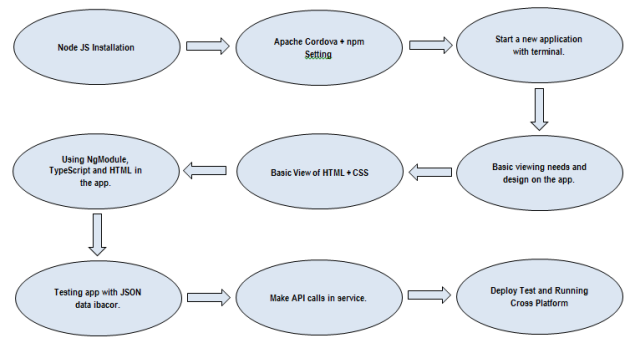 Node JS Installation
Apache Cordova + npm
Setting
Start a new application
with terminal.
Using NgModule,
TypeScript and HTML in
the app.
Basic View of HTML + CSS
Basic viewing needs and
design on the app.
Testing app with JSON
data ibacor.
Make API calls in service.
Deploy Test and Running
Cross Platform